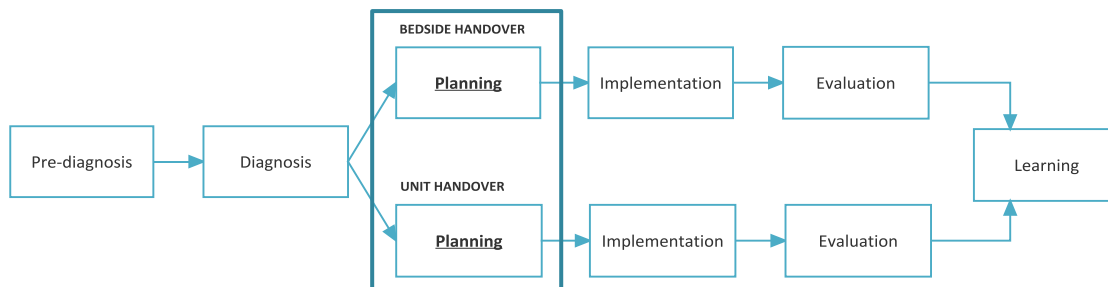 BEDSIDE HANDOVER
Planning
Implementation
Evaluation
Pre-diagnosis
Diagnosis
Learning
UNIT HANDOVER
Planning
Implementation
Evaluation